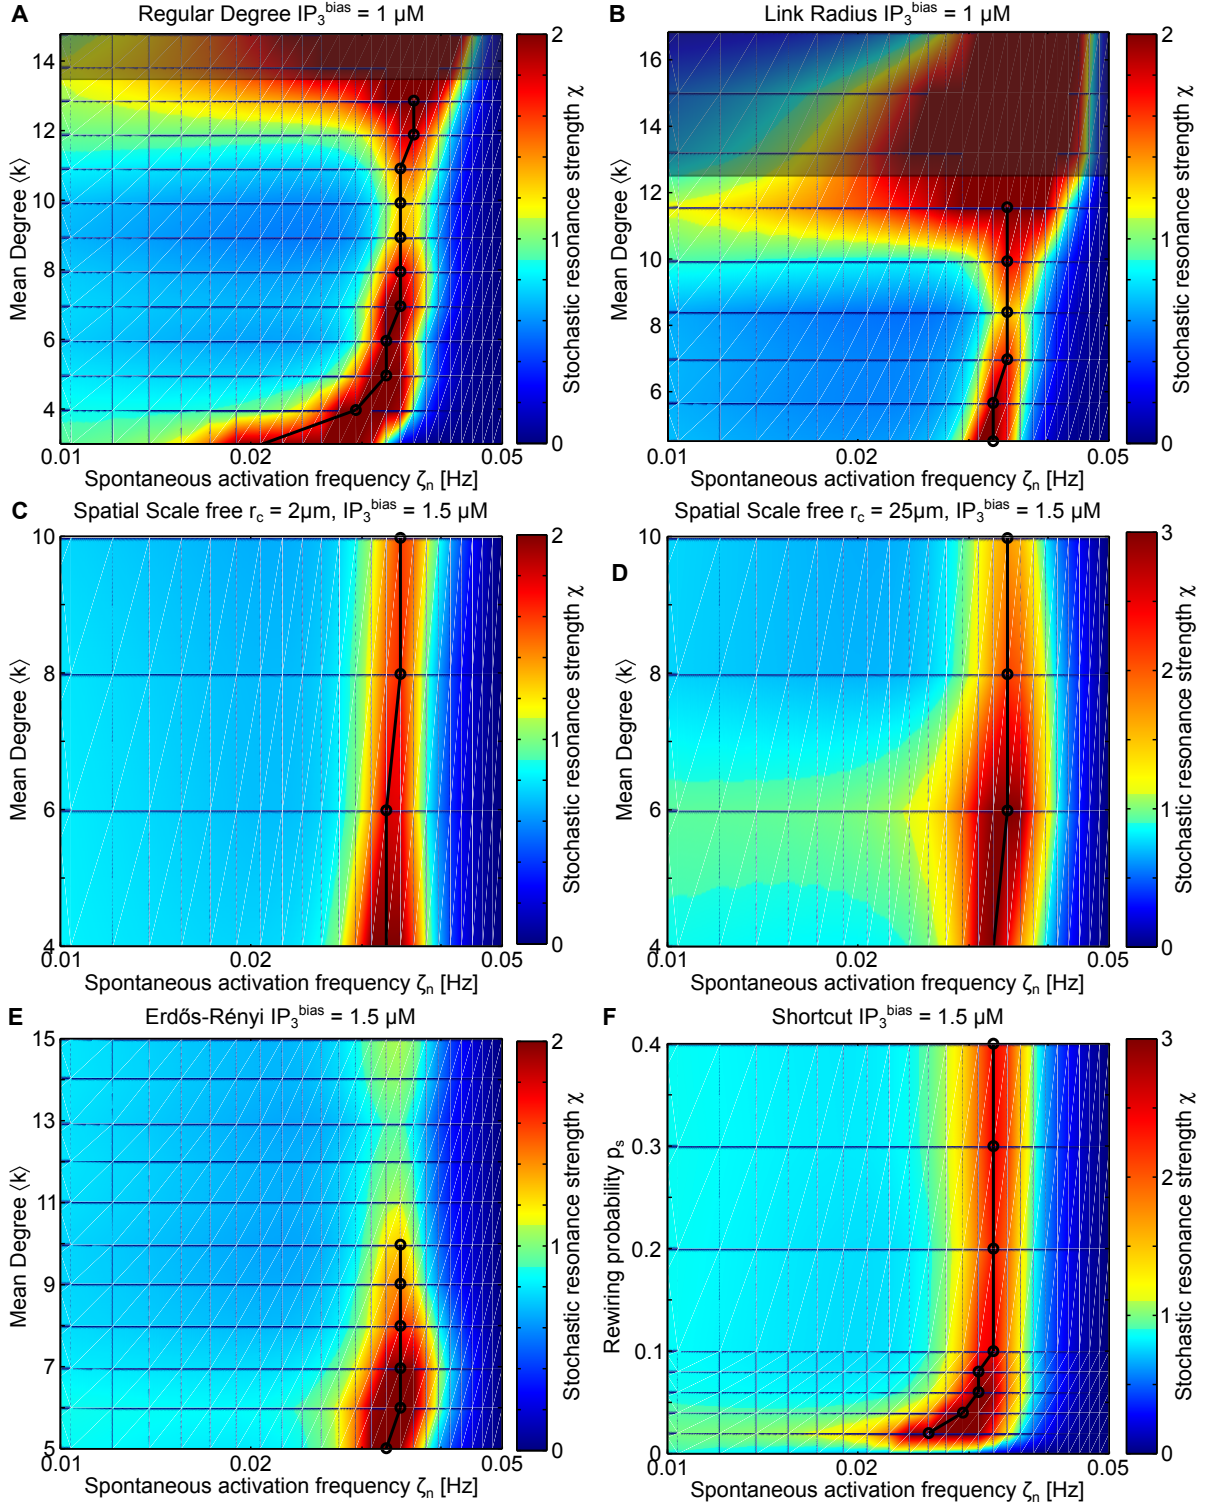 A Regular Degree IP3bias = 1 µM
Mean Degree ⟨k⟩
14
12
10
8
6
4
0.01 0.02 0.05
Spontaneous activation frequency ζn [Hz]
2
1
0
Stochastic resonance strength χ
B Link Radius IP3bias = 1 µM
Mean Degree ⟨k⟩
16
14
12
10
8
6
0.01 0.02 0.05
Spontaneous activation frequency ζn [Hz]
2
1
0
Stochastic resonance strength χ
C Spatial Scale free rc = 2µm, IP3bias = 1.5 µM
Mean Degree ⟨k⟩
10
8
6
4
0.01 0.02 0.05
Spontaneous activation frequency ζn [Hz]
2
1
0
Stochastic resonance strength χ
Spatial Scale free rc = 25µm, IP3bias = 1.5 µM
D
Mean Degree ⟨k⟩
10
8
6
4
0.01 0.02 0.05
Spontaneous activation frequency ζn [Hz]
3
2
1
0
Stochastic resonance strength χ
E Erdős-Rényi IP3bias = 1.5 µM
Mean Degree ⟨k⟩
15
13
11
9
7
5
0.01 0.02 0.05
Spontaneous activation frequency ζn [Hz]
2
1
0
Stochastic resonance strength χ
F Shortcut IP3bias = 1.5 µM
Rewiring probability ps
0.4
0.3
0.2
0.1
0
0.01 0.02 0.05
Spontaneous activation frequency ζn [Hz]
3
2
1
0
Stochastic resonance strength χ